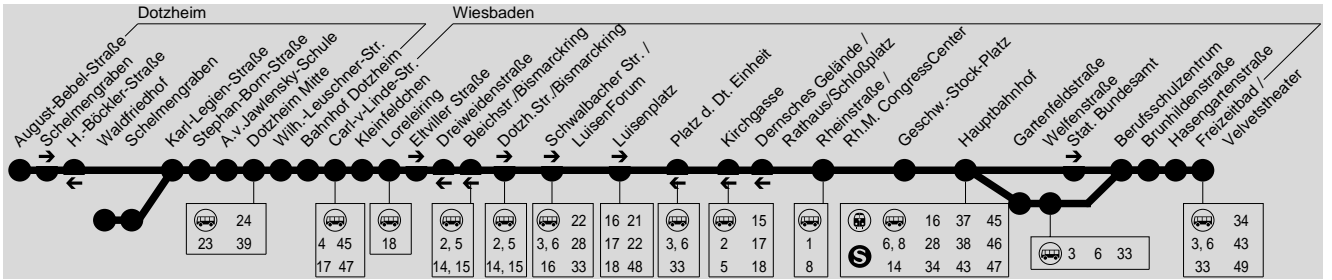 Dotzheim
Wiesbaden
August-Bebel-Straße
Schelmengraben
H.-Böckler-Straße
Waldfriedhof
Schelmengraben
Karl-Legien-Straße
Stephan-Born-Straße
A.v.Jawlensky-Schule
Dotzheim Mitte
Wilh.-Leuschner-Str.
Bahnhof Dotzheim
Carl-v-Linde-Str.
Kleinfeldchen
Loreleiring
Eltviller Straße
Dreiweidenstraße
Bleichstr./Bismarckring
Dotzh.Str./Bismarckring
Schwalbacher Str. /
LuisenForum
Luisenplatz
Platz d. Dt. Einheit
Kirchgasse
Dernsches Gelände /
Rathaus/Schloßplatz
Rheinstraße /
Rh.M. CongressCenter
Geschw.-Stock-Platz
Hauptbahnhof
Gartenfeldstraße
Welfenstraße
Stat. Bundesamt
Berufsschulzentrum
Brunhildenstraße
Hasengartenstraße
Freizeitbad /
Velvetstheater
24
23 39
4 45
17 47
18
2, 5
14, 15
2, 5
14, 15
22
3, 6 28
16 33
16 21
17 22
18 48
3, 6
33
15
2 17
5 18
1
8
16 37 45
6, 8 28 38 46
S 14 34 43 47
3 6 33
34
3, 6 43
33 49